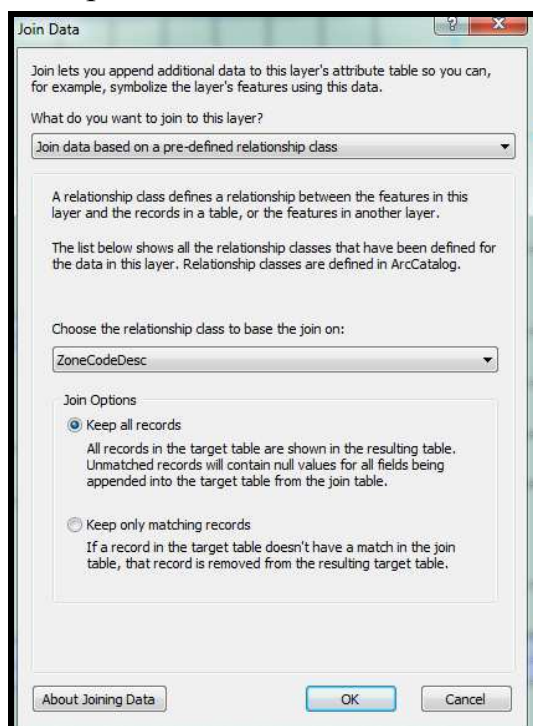 Join Data
Join lets you append additional data to this layer's attribute table so you can,
for example, symbolize the layer's features using this data.
What do you want to join to this layer?
Join data based on a pre-defined relationship class
A relationship class defines a relationship between the features in this
layer and the records in a table, or the features in another layer.
The list below shows all the relationship classes that have been defined for
the data in this layer. Relationship classes are defined in ArcCatalog.
Choose the relationship class to base the join on:
ZoneCodeDesc
Join Options
Keep all records
All records in the target table are shown in the resulting table.
Unmatched records will contain null values for all fields being
appended into the target table from the join table.
Keep only matching records
If a record in the target table doesn't have a match in the join
table, that record is removed from the resulting target table.
About Joining Data
OK
Cancel